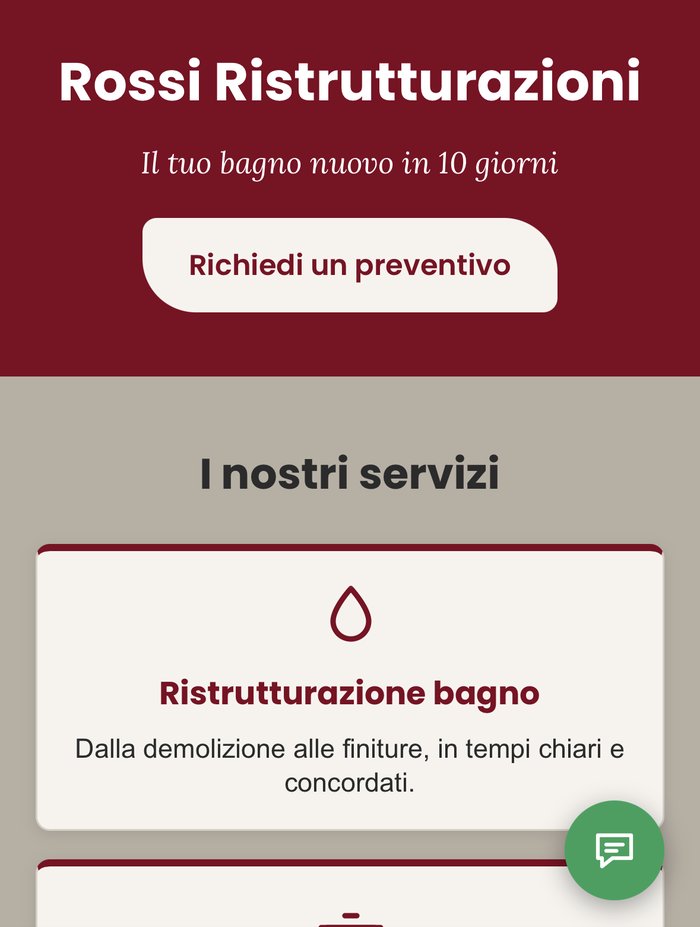 Rossi Ristrutturazioni
Il tuo bagno nuovo in 10 giorni
Richiedi un preventivo
I nostri servizi
Ristrutturazione bagno
Dalla demolizione alle finiture, in tempi chiari e
concordati.